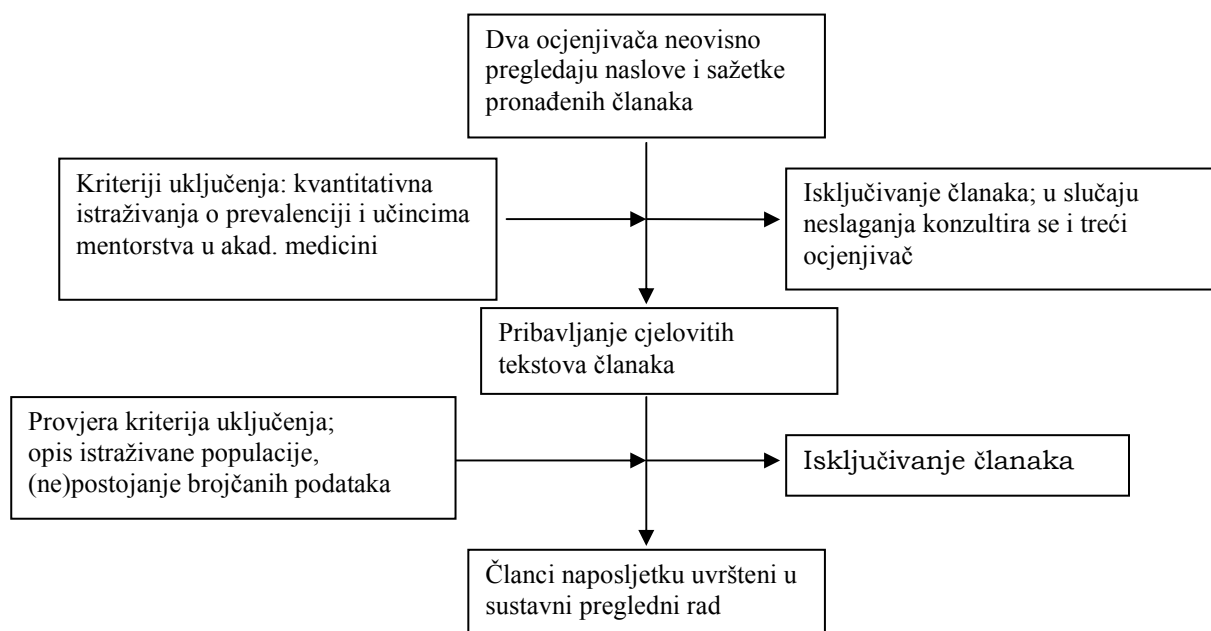 Dva ocjenjivača neovisno
pregledaju naslove i sažetke
pronađenih članaka
Kriteriji uključenja: kvantitativna
istraživanja o prevalenciji i učincima
mentorstva u akad. medicini
Isključivanje članaka; u slučaju
neslaganja konzultira se i treći
ocjenjivač
Pribavljanje cjelovitih
tekstova članaka
Provjera kriterija uključenja;
opis istraživane populacije,
(ne)postojanje brojčanih podataka
Isključivanje članaka
Članci naposljetku uvršteni u
sustavni pregledni rad